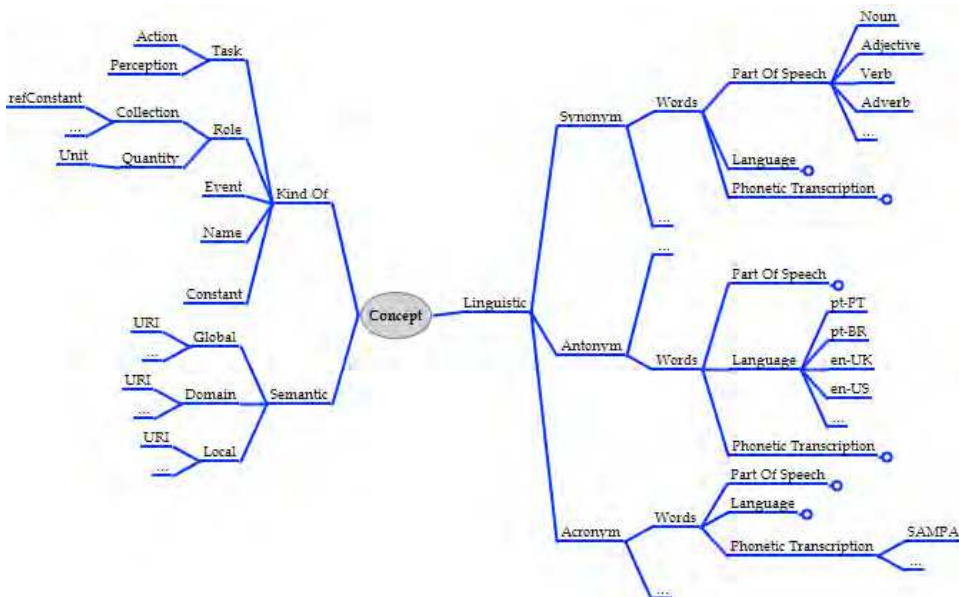 Action
Perception
Task
refConstant
...
Collection
Unit
Quantity
Role
Event
Name
Constant
Kind Of
URI
...
Global
URI
...
Domain
URI
...
Local
Semantic
Concept
Linguistic
Synonym
Words
Part Of Speech
Noun
Adjective
Verb
Adverb
...
Language
Phonetic Transcription
...
Antonym
...
Words
Part Of Speech
Language
pt-PT
pt-BR
en-UK
en-US
...
Phonetic Transcription
Acronym
Words
Part Of Speech
Language
Phonetic Transcription
SAMPA
...
...